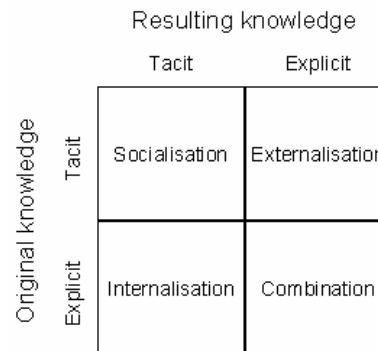 Resulting knowledge
Tacit Explicit
Original knowledge
Tacit
Socialisation Externalisation
Explicit
Internalisation Combination